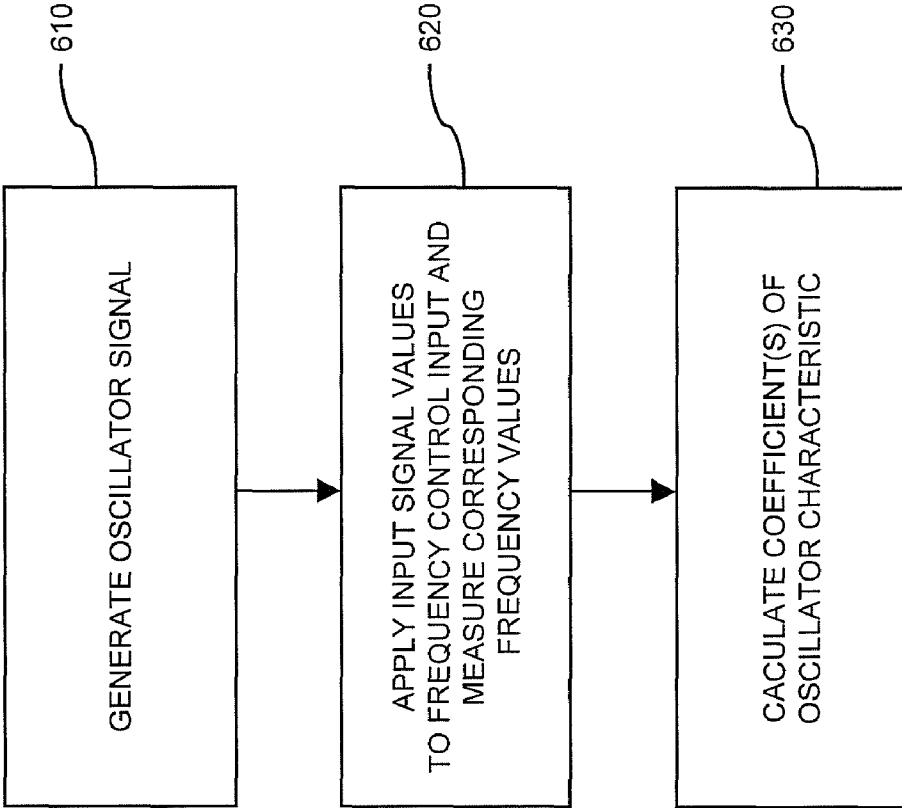 GENERATE OSCILLATOR SIGNAL
610
APPLY INPUT SIGNAL VALUES
TO FREQUENCY CONTROL INPUT AND
MEASURE CORRESPONDING
FREQUENCY VALUES
620
CACULATE COEFFICIENT(S) OF
OSCILLATOR CHARACTERISTIC
630